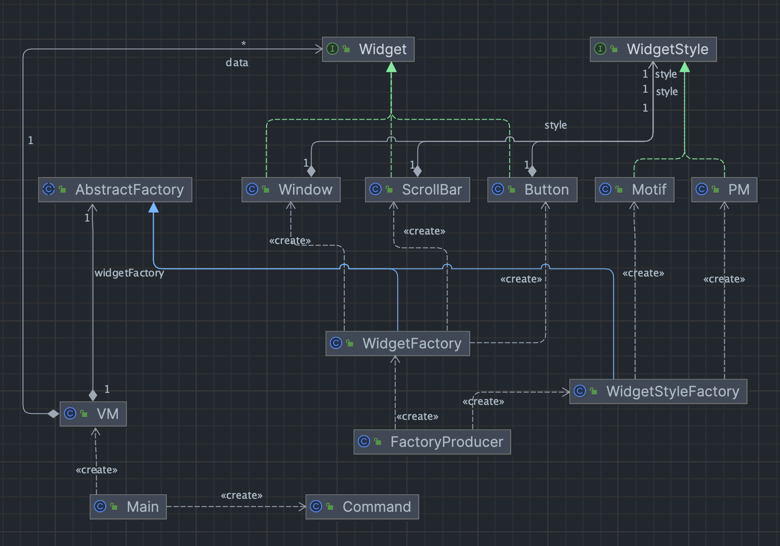 *
Widget
WidgetStyle
data
1
style
1
style
1
style
1
1
1
1
AbstractFactory
Window
ScrollBar
Button
Motif
PM
1
«create»
«create»
widgetFactory
«create»
«create»
«create»
WidgetFactory
1
WidgetStyleFactory
«create»
VM
«create»
FactoryProducer
«create»
«create»
Main
Command